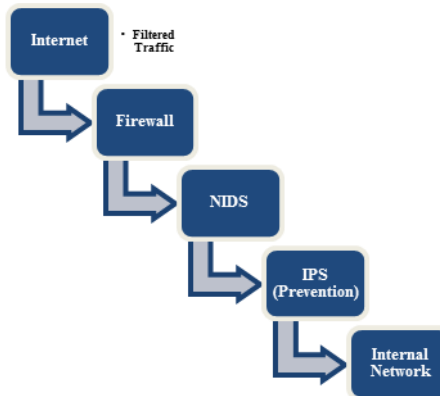 Internet
• Filtered
Traffic
Firewall
NIDS
IPS
(Prevention)
Internal
Network